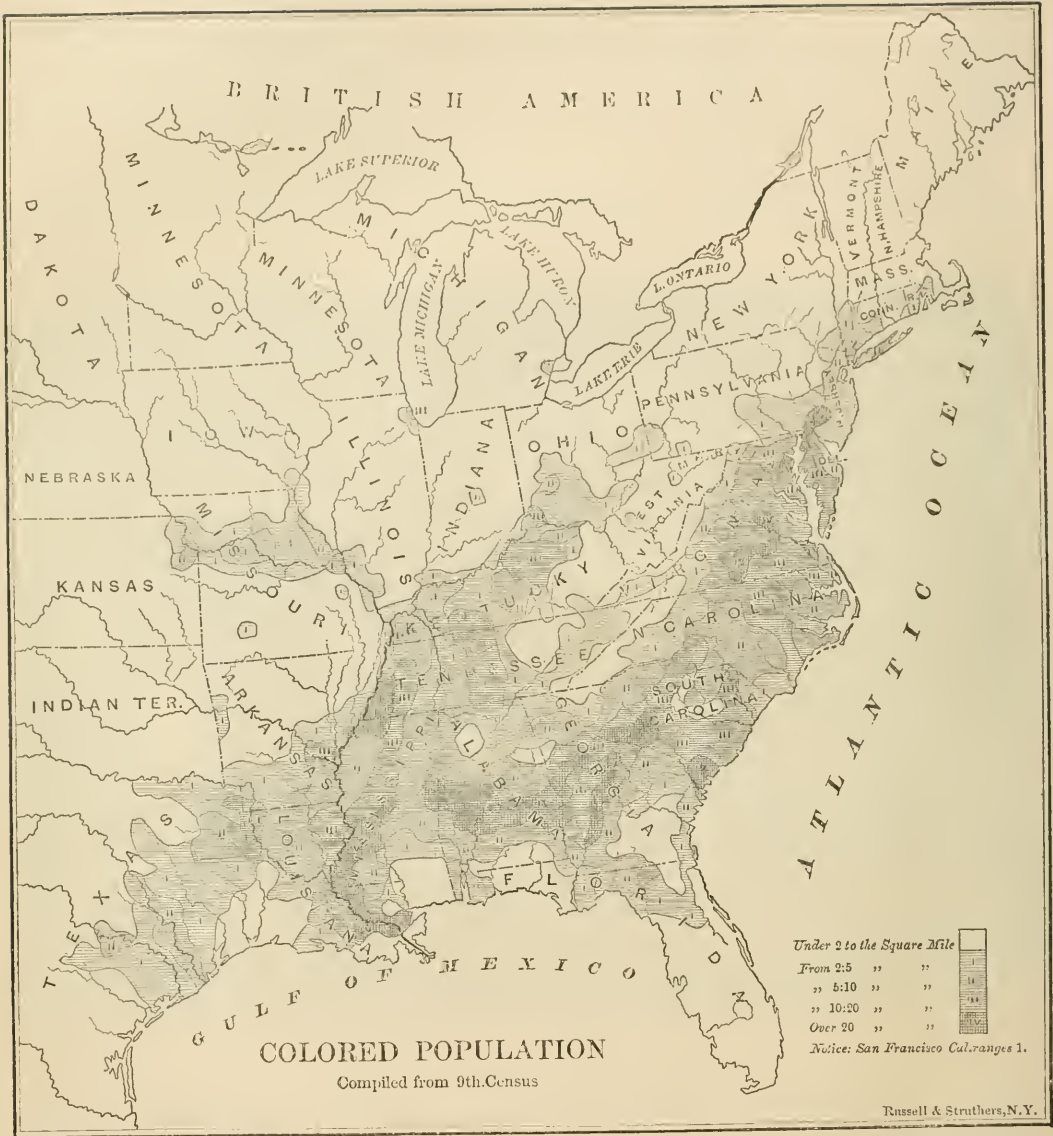 BRITISH AMERICA
LAKE SUPERIOR
MAINE
MINNESOTA
DAKOTA
MICHIGAN
LAKE HURON
VERMONT
N.HAMPSHIRE
MINNESOTA
LAKE MICHIGAN
L.ONTARIO
NEW YORK
MASS.
CONN.
R.I.
LAKE ERIE
PENNSYLVANIA
IOWA
ILLINOIS
INDIANA
OHIO
NEBRASKA
MAR
DEL
WEST VIRGINIA
VIRGINIA
MISSOURI
KANSAS
KENTUCKY
N CAROLINA
TENNESSEE
SOUTH
CAROLINA
INDIAN TER.
ARKANSAS
GEORGIA
ALABAMA
LOUISIANA
TEXAS
FLORIDA
ATLANTIC OCEAN
GULF OF MEXICO
Under 2 to the Square Mile
From 2:5 „ „
„ 5:10 „ „
„ 10:20 „ „
Over 20 „ „
Notice: San Francisco Cal.ranges 1.
COLORED POPULATION
Compiled from 9th.Census
Russell & Struthers,N.Y.